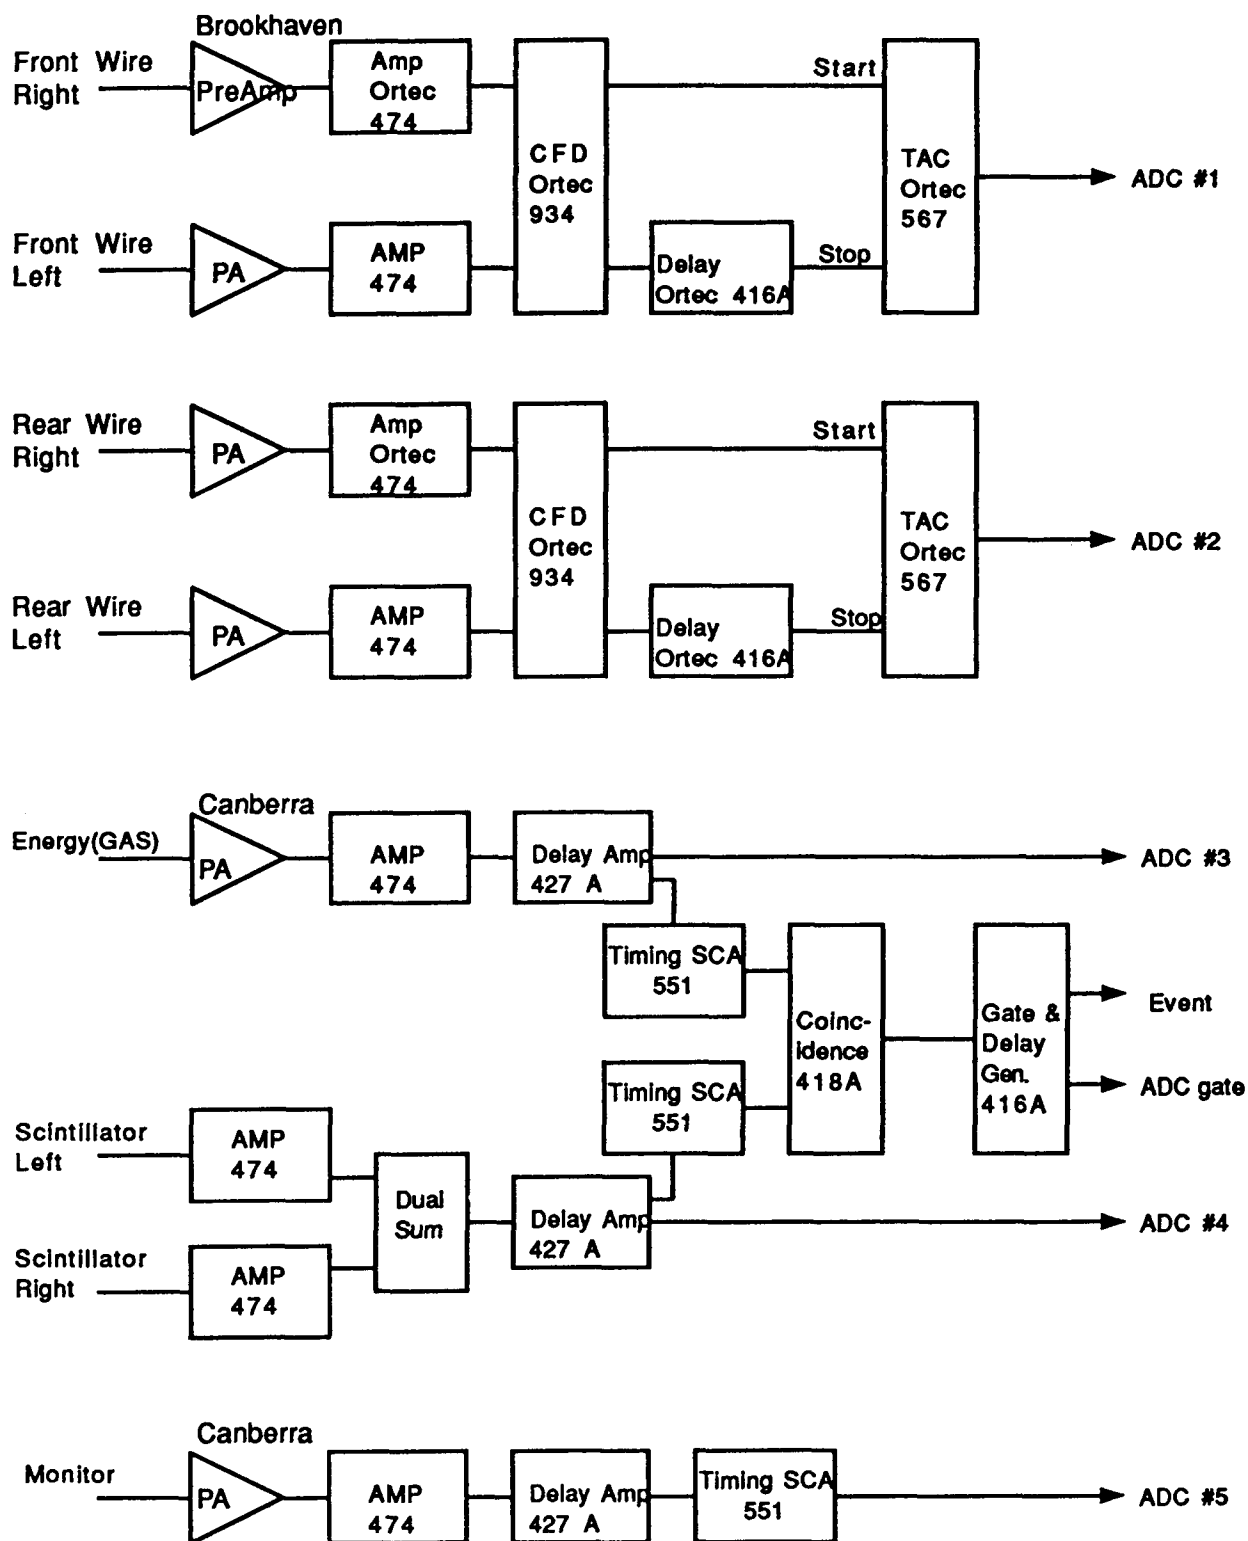 Brookhaven
Front Wire
Right
PreAmp
Amp
Ortec
474
CFD
Ortec
934
Start
TAC
Ortec
567
ADC #1
Front Wire
Left
PA
AMP
474
Delay
Ortec 416A
Stop
Rear Wire
Right
PA
Amp
Ortec
474
CFD
Ortec
934
Start
TAC
Ortec
567
ADC #2
Rear Wire
Left
PA
AMP
474
Delay
Ortec 416A
Stop
Canberra
Energy(GAS)
PA
AMP
474
Delay Amp
427 A
ADC #3
Timing SCA
551
Coinc-
idence
418A
Gate &
Delay
Gen.
416A
Event
ADC gate
Timing SCA
551
Scintillator
Left
AMP
474
Dual
Sum
Delay Amp
427 A
ADC #4
Scintillator
Right
AMP
474
Canberra
Monitor
PA
AMP
474
Delay Amp
427 A
Timing SCA
551
ADC #5